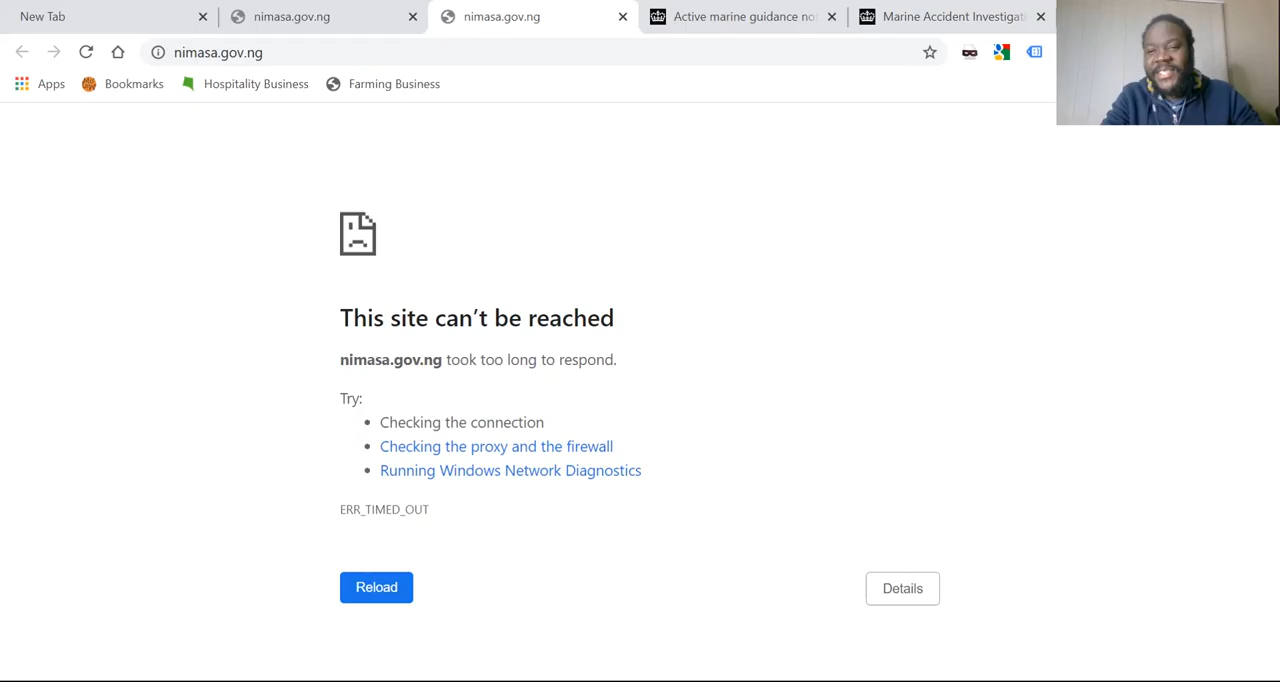 New Tab
nimasa.gov.ng
nimasa.gov.ng
Active marine guidance not
Marine Accident Investigati
nimasa.gov.ng
Apps
Bookmarks
Hospitality Business
Farming Business
This site can’t be reached
nimasa.gov.ng took too long to respond.
Try:
Checking the connection
Checking the proxy and the firewall
Running Windows Network Diagnostics
ERR_TIMED_OUT
Reload
Details